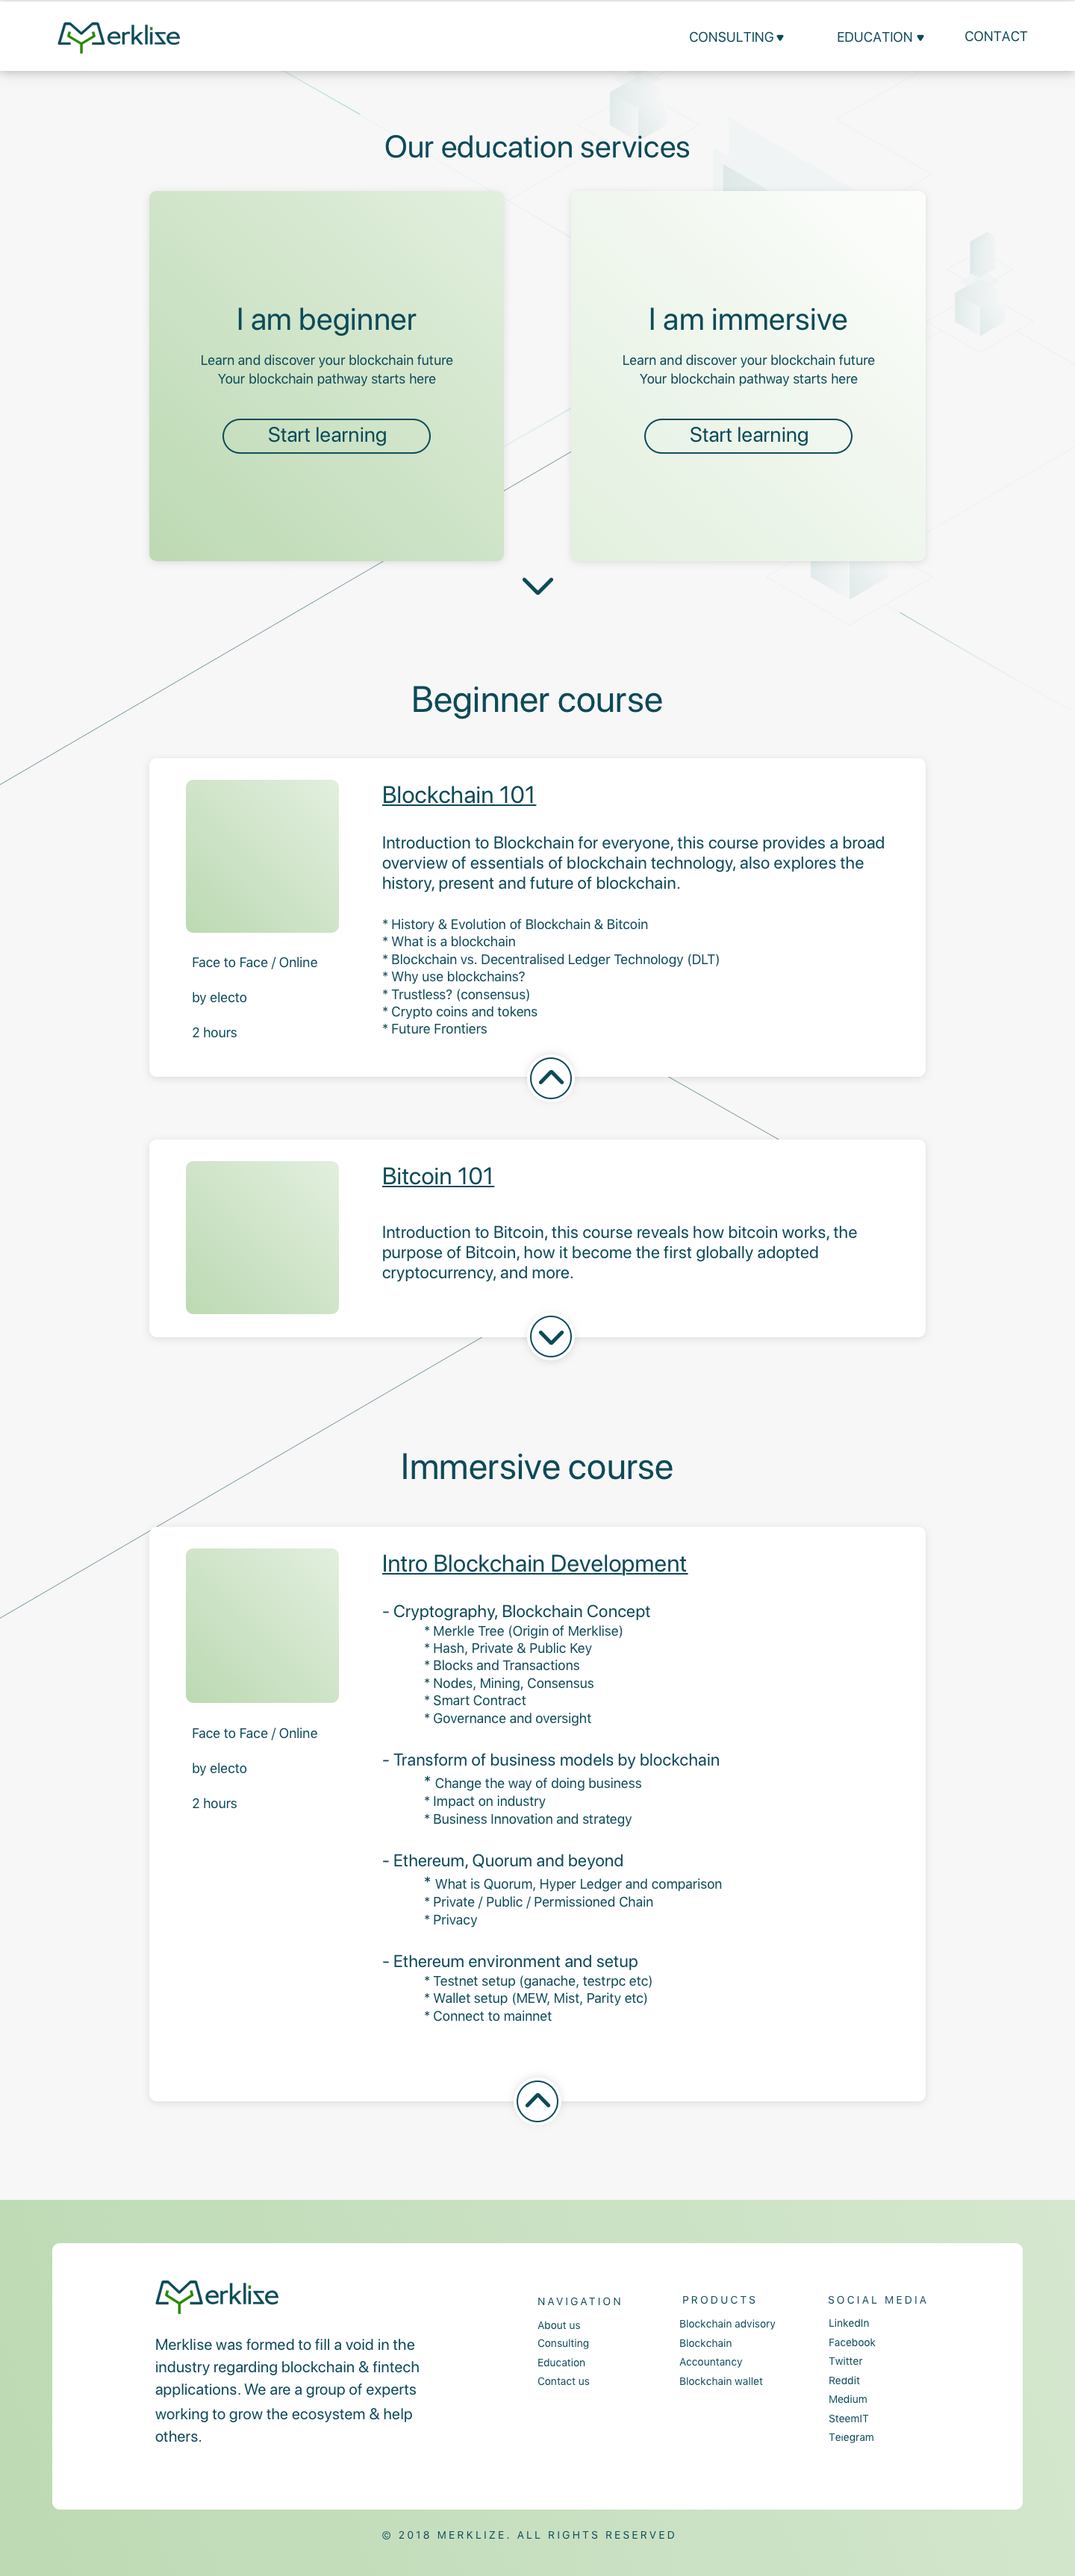 Merklize
CONSULTING
EDUCATION
CONTACT
Our education services
I am beginner
Learn and discover your blockchain future
Your blockchain pathway starts here
Start learning
I am immersive
Learn and discover your blockchain future
Your blockchain pathway starts here
Start learning
Beginner course
Blockchain 101
Introduction to Blockchain for everyone, this course provides a broad
overview of essentials of blockchain technology, also explores the
history, present and future of blockchain.
* History & Evolution of Blockchain & Bitcoin
* What is a blockchain
* Blockchain vs. Decentralised Ledger Technology (DLT)
* Why use blockchains?
* Trustless? (consensus)
* Crypto coins and tokens
* Future Frontiers
Face to Face / Online
by electo
2 hours
Bitcoin 101
Introduction to Bitcoin, this course reveals how bitcoin works, the
purpose of Bitcoin, how it become the first globally adopted
cryptocurrency, and more.
Immersive course
Intro Blockchain Development
- Cryptography, Blockchain Concept
* Merkle Tree (Origin of Merklise)
* Hash, Private & Public Key
* Blocks and Transactions
* Nodes, Mining, Consensus
* Smart Contract
* Governance and oversight
Face to Face / Online
by electo
2 hours
- Transform of business models by blockchain
* Change the way of doing business
* Impact on industry
* Business Innovation and strategy
- Ethereum, Quorum and beyond
* What is Quorum, Hyper Ledger and comparison
* Private / Public / Permissioned Chain
* Privacy
- Ethereum environment and setup
* Testnet setup (ganache, testrpc etc)
* Wallet setup (MEW, Mist, Parity etc)
* Connect to mainnet
Merklize
Merklise was formed to fill a void in the
industry regarding blockchain & fintech
applications. We are a group of experts
working to grow the ecosystem & help
others.
NAVIGATION
About us
Consulting
Education
Contact us
PRODUCTS
Blockchain advisory
Blockchain
Accountancy
Blockchain wallet
SOCIAL MEDIA
LinkedIn
Facebook
Twitter
Reddit
Medium
SteemIT
Telegram
© 2018 MERKLIZE. ALL RIGHTS RESERVED